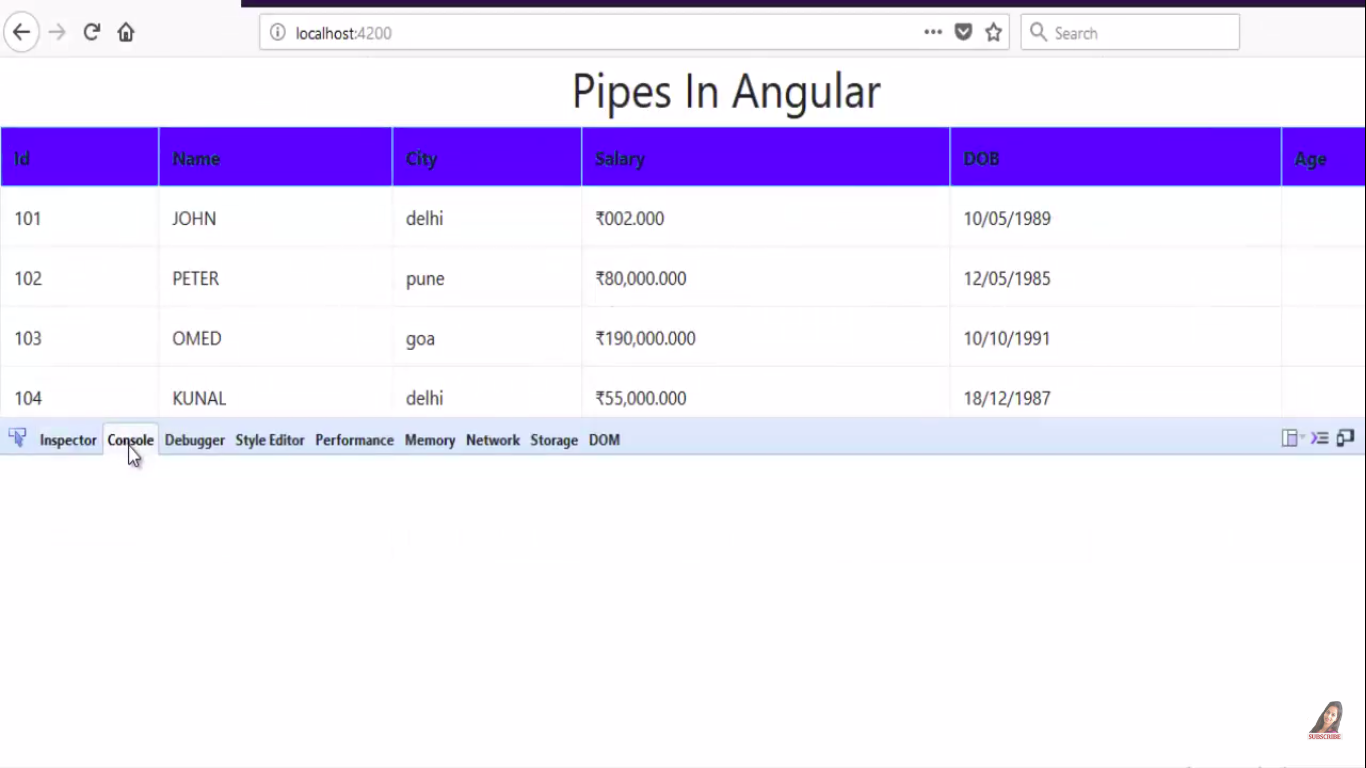 localhost:4200
Search
Pipes In Angular
Id Name City Salary DOB Age
101 JOHN delhi ₹002.000 10/05/1989
102 PETER pune ₹80,000.000 12/05/1985
103 OMED goa ₹190,000.000 10/10/1991
104 KUNAL delhi ₹55,000.000 18/12/1987
Inspector Console Debugger Style Editor Performance Memory Network Storage DOM
SUBSCRIBE